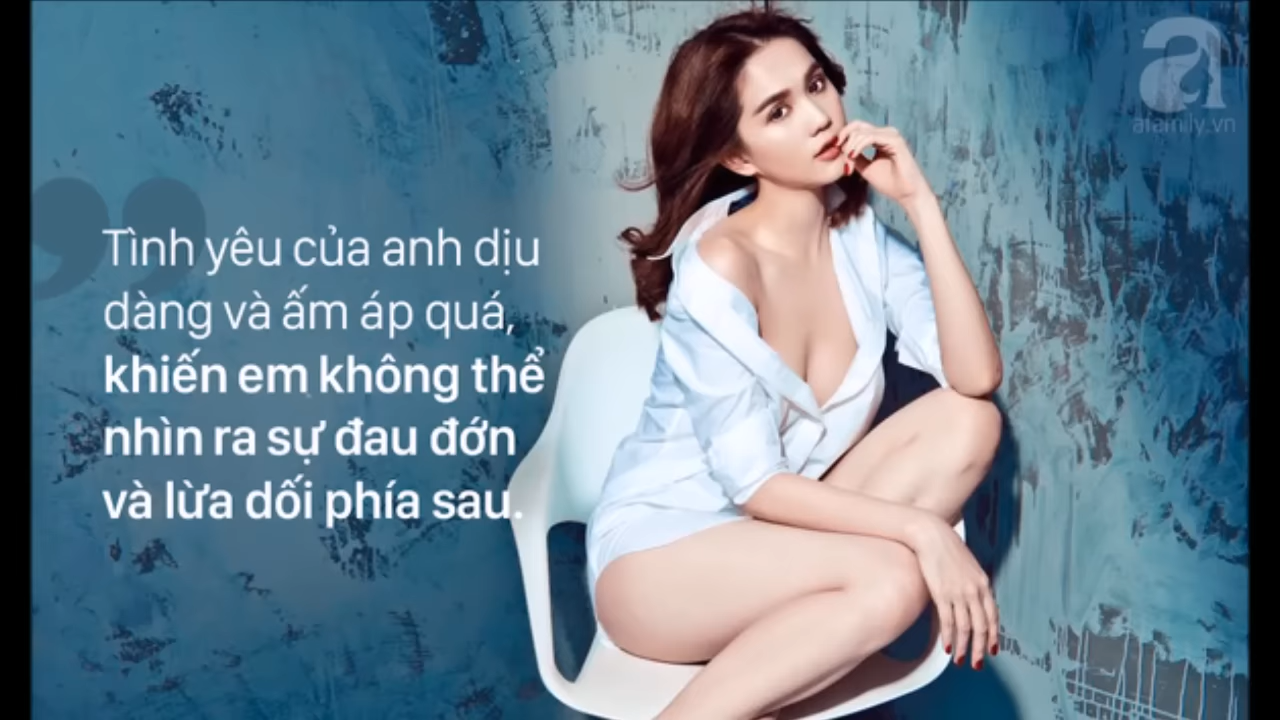 a
afamily.vn
Tình yêu của anh dịu
dàng và ấm áp quá,
khiến em không thể
nhìn ra sự đau đớn
và lừa dối phía sau.